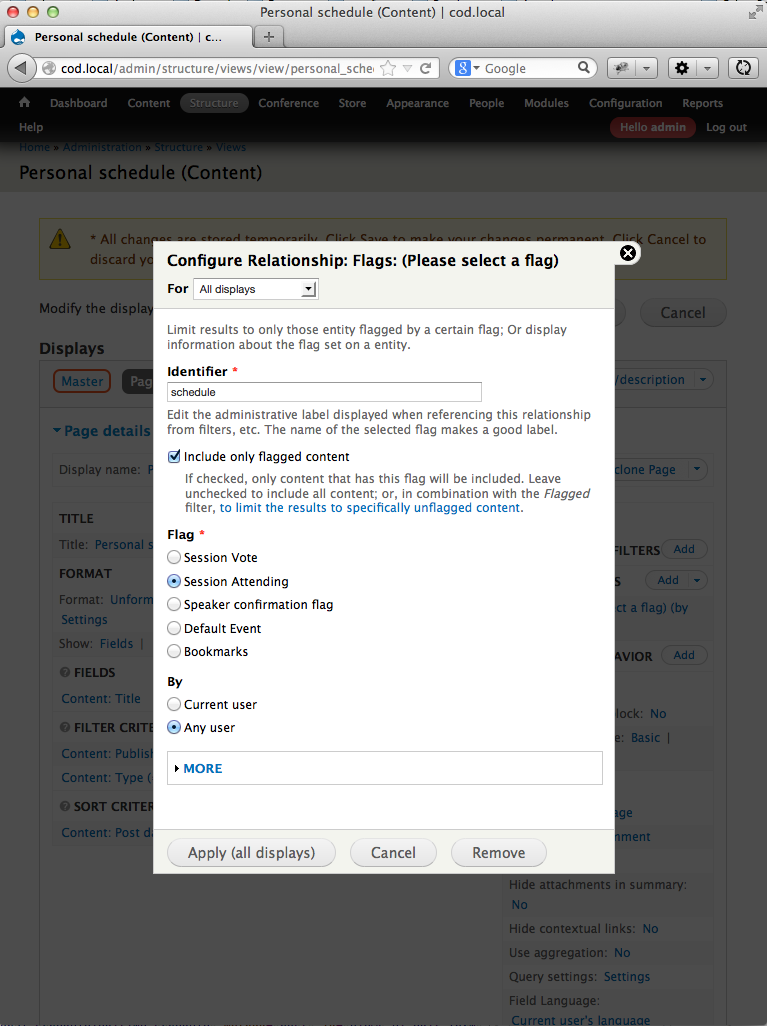 Personal schedule (Content) | cod.local
Personal schedule (Content) | c...
cod.local/admin/structure/views/view/personal_sche
Google
Dashboard Content Structure Conference Store Appearance People Modules Configuration Reports
Help Hello admin Log out
Home » Administration » Structure » Views
Personal schedule (Content)
* All changes are stored temporarily. Click Save to make your changes permanent. Click Cancel to
discard yo
Configure Relationship: Flags: (Please select a flag)
For All displays
Modify the display
Cancel
Limit results to only those entity flagged by a certain flag; Or display
information about the flag set on a entity.
Displays
Identifier *
Master Pag /description
schedule
Edit the administrative label displayed when referencing this relationship
from filters, etc. The name of the selected flag makes a good label.
Page details
Include only flagged content
Display name: P clone Page
If checked, only content that has this flag will be included. Leave
unchecked to include all content; or, in combination with the Flagged
filter, to limit the results to specifically unflagged content.
TITLE
Flag *
Title: Personal s
Session Vote
FILTERS Add
FORMAT
Session Attending
S Add
Format: Unform
Speaker confirmation flag
ct a flag) (by
Settings
Default Event
Show: Fields |
Bookmarks
AVIOR Add
FIELDS
By
Content: Title
Current user
lock: No
FILTER CRITE
Any user
e: Basic |
Content: Publish
MORE
Content: Type (
SORT CRITER
age
Content: Post da
nment
Apply (all displays) Cancel Remove
Hide attachments in summary:
No
Hide contextual links: No
Use aggregation: No
Query settings: Settings
Field Language:
Current user's language